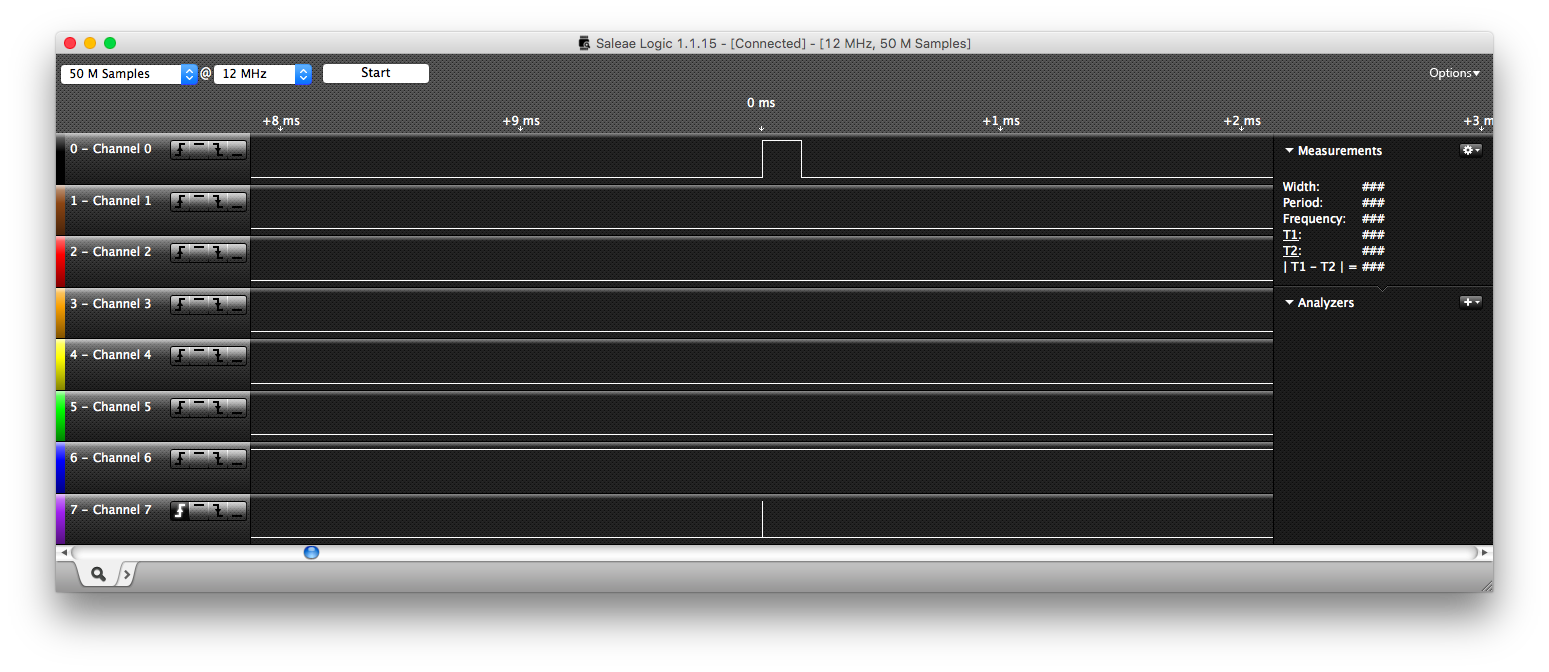 Saleae Logic 1.1.15 - [Connected] - [12 MHz, 50 M Samples]
50 M Samples @ 12 MHz Start Options▾
0 ms
+8 ms +9 ms +1 ms +2 ms +3 m
0 – Channel 0
1 – Channel 1
2 – Channel 2
3 – Channel 3
4 – Channel 4
5 – Channel 5
6 – Channel 6
7 – Channel 7
Measurements
Width: ###
Period: ###
Frequency: ###
T1: ###
T2: ###
| T1 – T2 | = ###
Analyzers